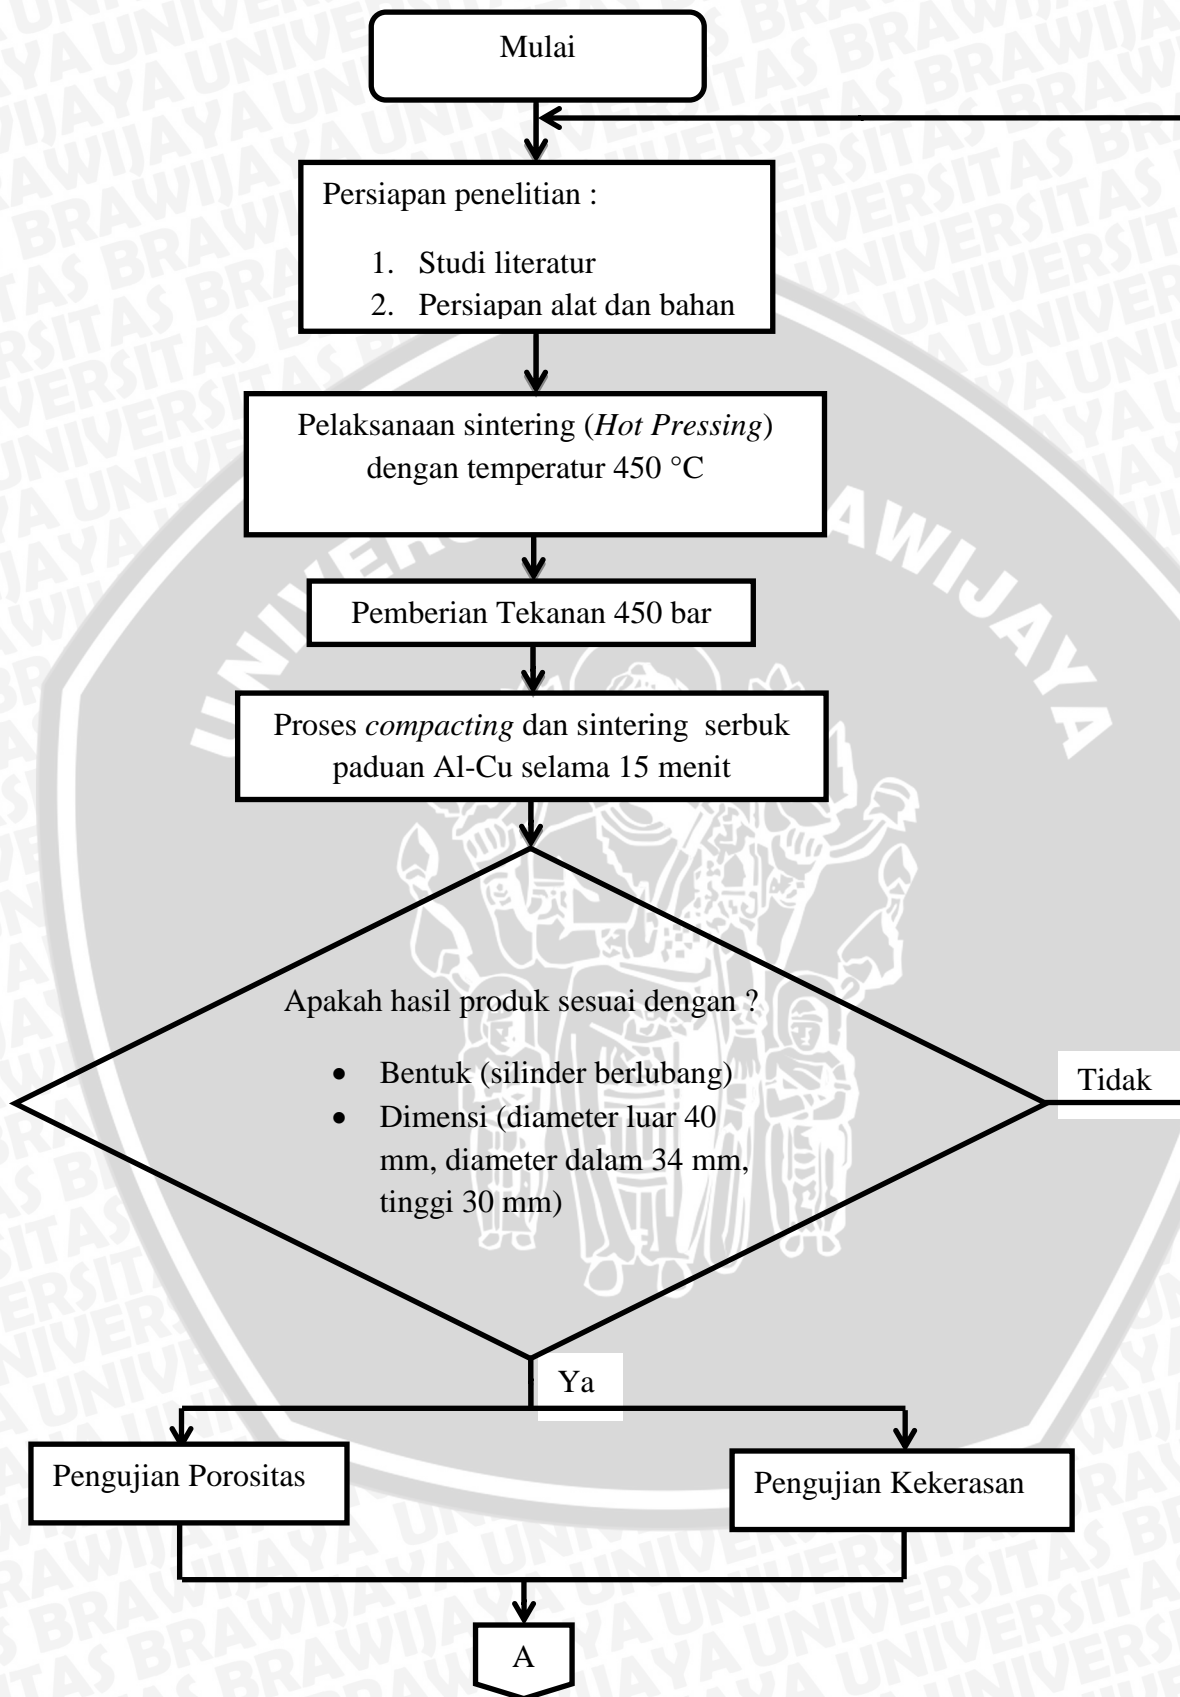 Mulai
Persiapan penelitian :
1. Studi literatur
2. Persiapan alat dan bahan
Pelaksanaan sintering (Hot Pressing)
dengan temperatur 450 °C
Pemberian Tekanan 450 bar
Proses compacting dan sintering serbuk
paduan Al-Cu selama 15 menit
Apakah hasil produk sesuai dengan ?
• Bentuk (silinder berlubang)
• Dimensi (diameter luar 40
mm, diameter dalam 34 mm,
tinggi 30 mm)
Tidak
Ya
Pengujian Porositas
Pengujian Kekerasan
A